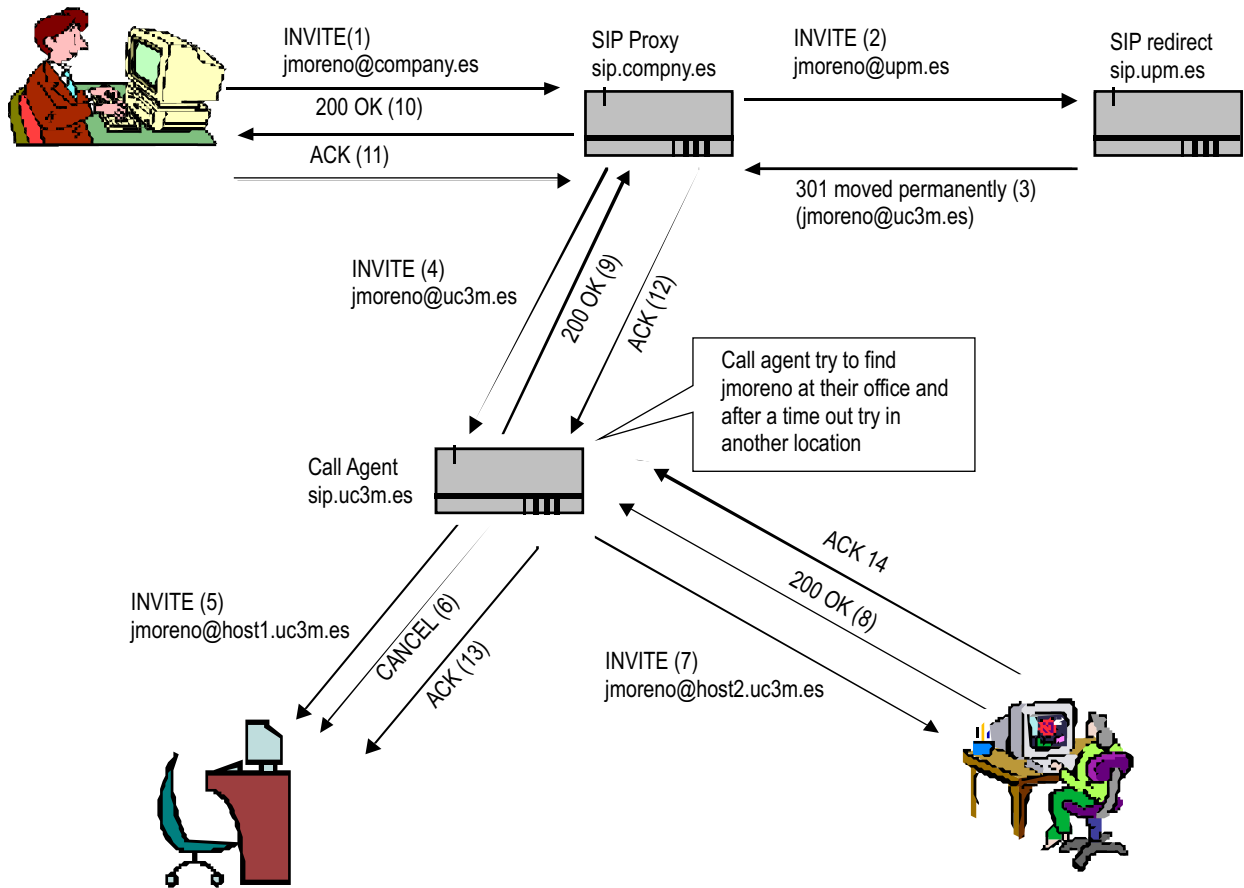 INVITE(1)
jmoreno@company.es
200 OK (10)
ACK (11)
SIP Proxy
sip.compny.es
INVITE (2)
jmoreno@upm.es
SIP redirect
sip.upm.es
301 moved permanently (3)
(jmoreno@uc3m.es)
INVITE (4)
jmoreno@uc3m.es
200 OK (9)
ACK (12)
Call agent try to find
jmoreno at their office and
after a time out try in
another location
Call Agent
sip.uc3m.es
INVITE (5)
jmoreno@host1.uc3m.es
CANCEL (6)
ACK (13)
ACK 14
200 OK (8)
INVITE (7)
jmoreno@host2.uc3m.es